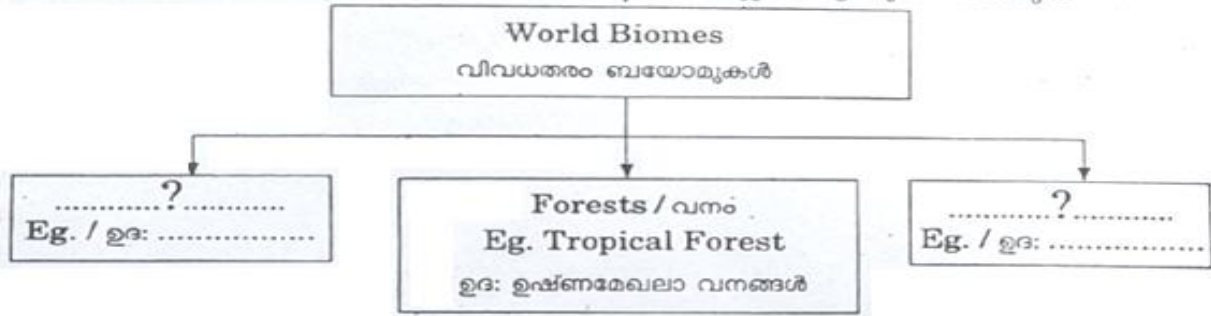 World Biomes
വിവധതരം ബയോമുകൾ
...........?...........
Eg. / ഉദാ: .................
Forests / വനം
Eg. Tropical Forest
ഉദാ: ഉഷ്ണമേഖലാ വനങ്ങൾ
...........?...........
Eg. / ഉദാ: .................